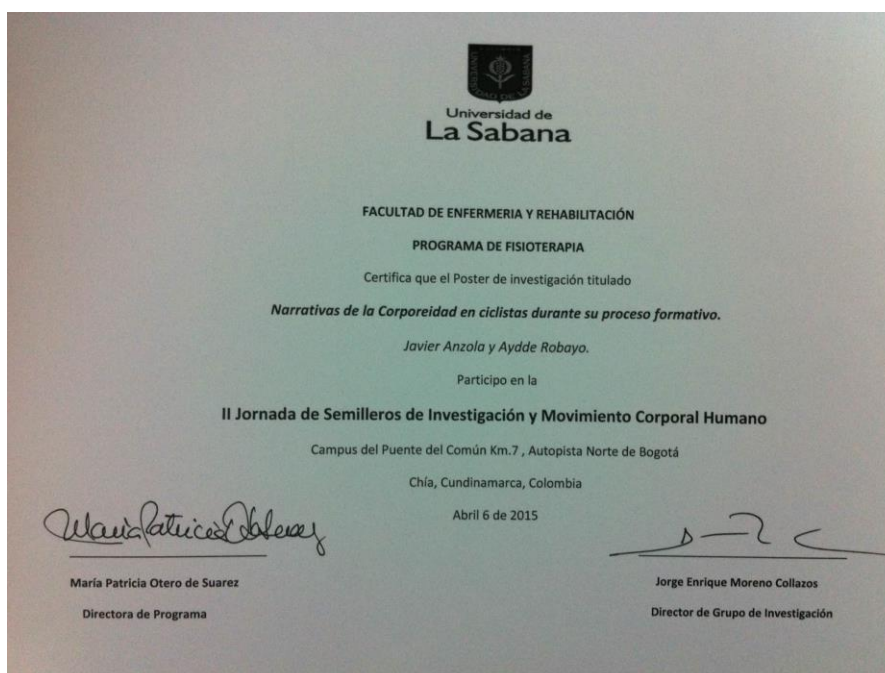 UNIVERSIDAD DE LA SABANA
Universidad de
La Sabana
FACULTAD DE ENFERMERIA Y REHABILITACIÓN
PROGRAMA DE FISIOTERAPIA
Certifica que el Poster de investigación titulado
Narrativas de la Corporeidad en ciclistas durante su proceso formativo.
Javier Anzola y Aydde Robayo.
Participo en la
II Jornada de Semilleros de Investigación y Movimiento Corporal Humano
Campus del Puente del Común Km.7 , Autopista Norte de Bogotá
Chía, Cundinamarca, Colombia
Abril 6 de 2015
María Patricia Otero de Suarez
Directora de Programa
Jorge Enrique Moreno Collazos
Director de Grupo de Investigación